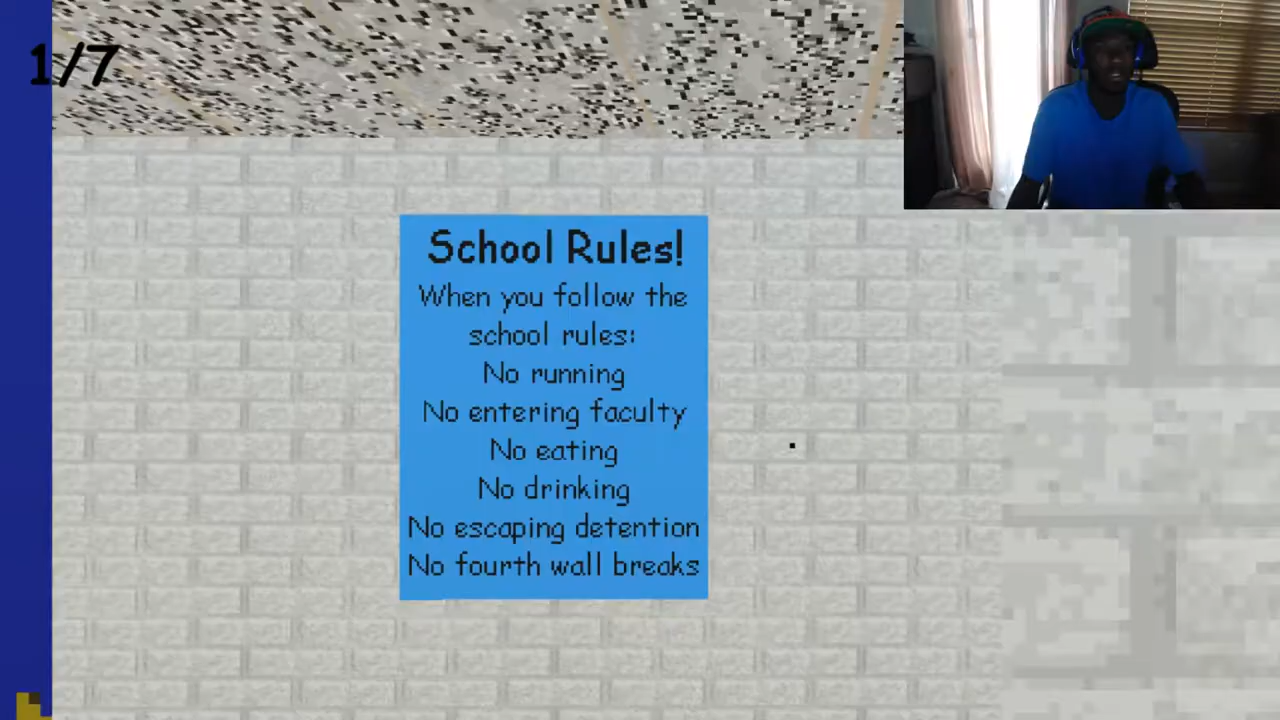 1/7
School Rules!
When you follow the
school rules:
No running
No entering faculty
No eating
No drinking
No escaping detention
No fourth wall breaks